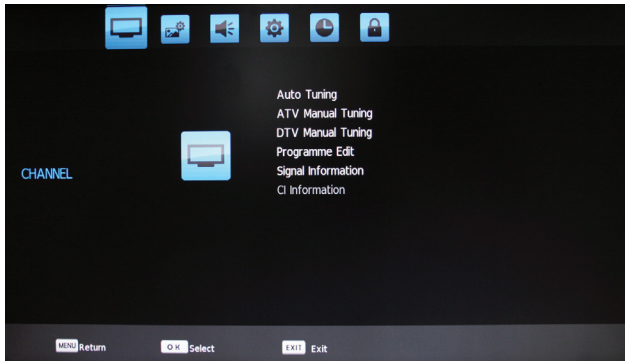 Auto Tuning
ATV Manual Tuning
DTV Manual Tuning
Programme Edit
Signal Information
CI Information
CHANNEL
MENU Return
OK Select
EXIT Exit